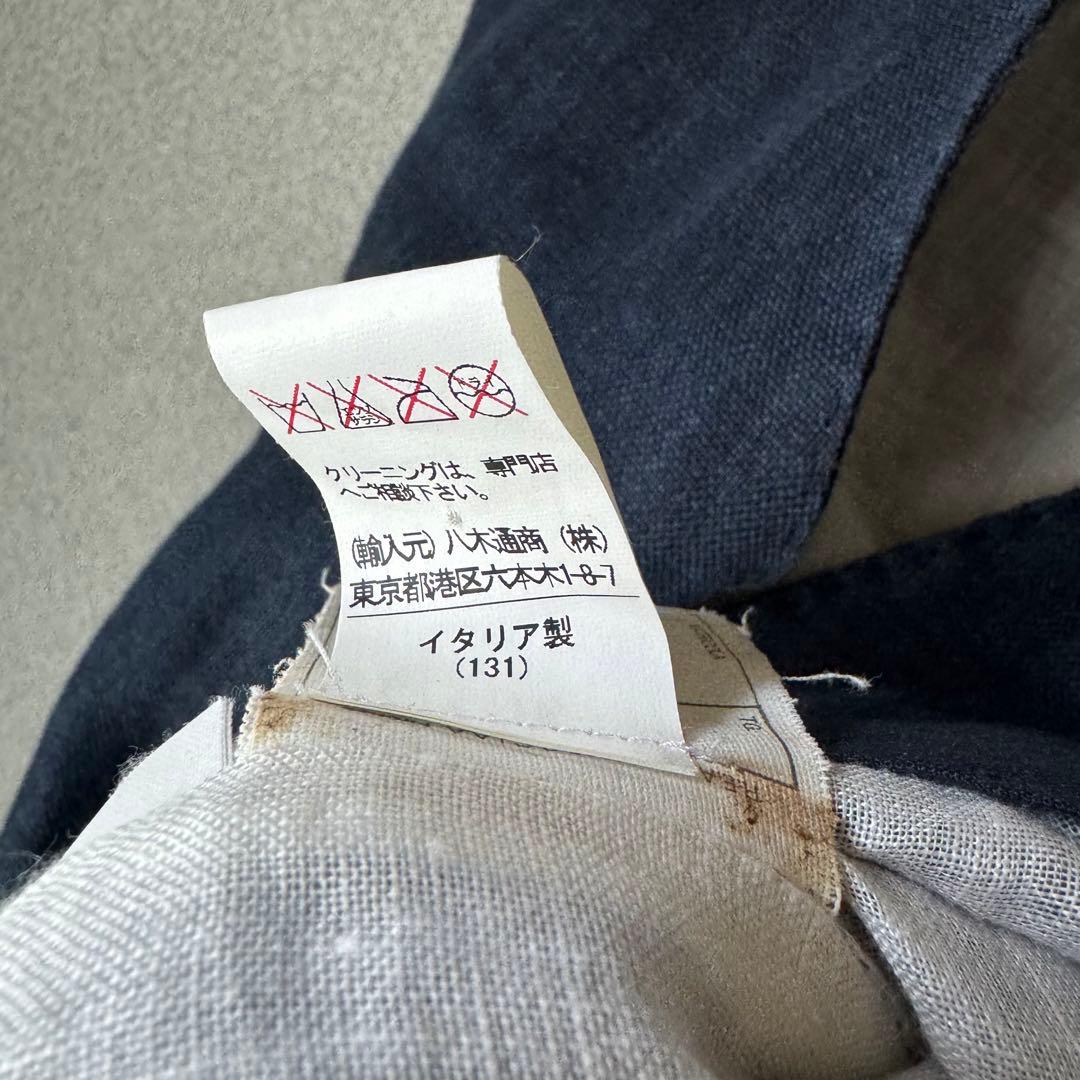 クリーニングは、専門店
へご相談下さい。
(輸入元)八木通商(株)
東京都港区六本木1-8-7
イタリア製
(131)